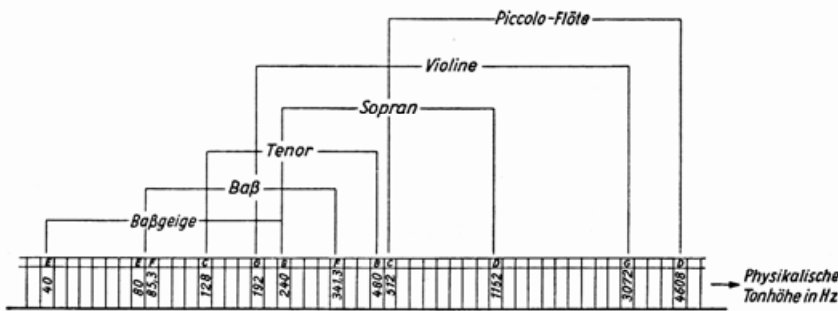 Piccolo-Flöte
Violine
Sopran
Tenor
Baß
Baßgeige
E E F C G B F B C D G D
40 80 85,3 128 192 240 341,3 480 512 1152 3072 4608
Physikalische
Tonhöhe in Hz